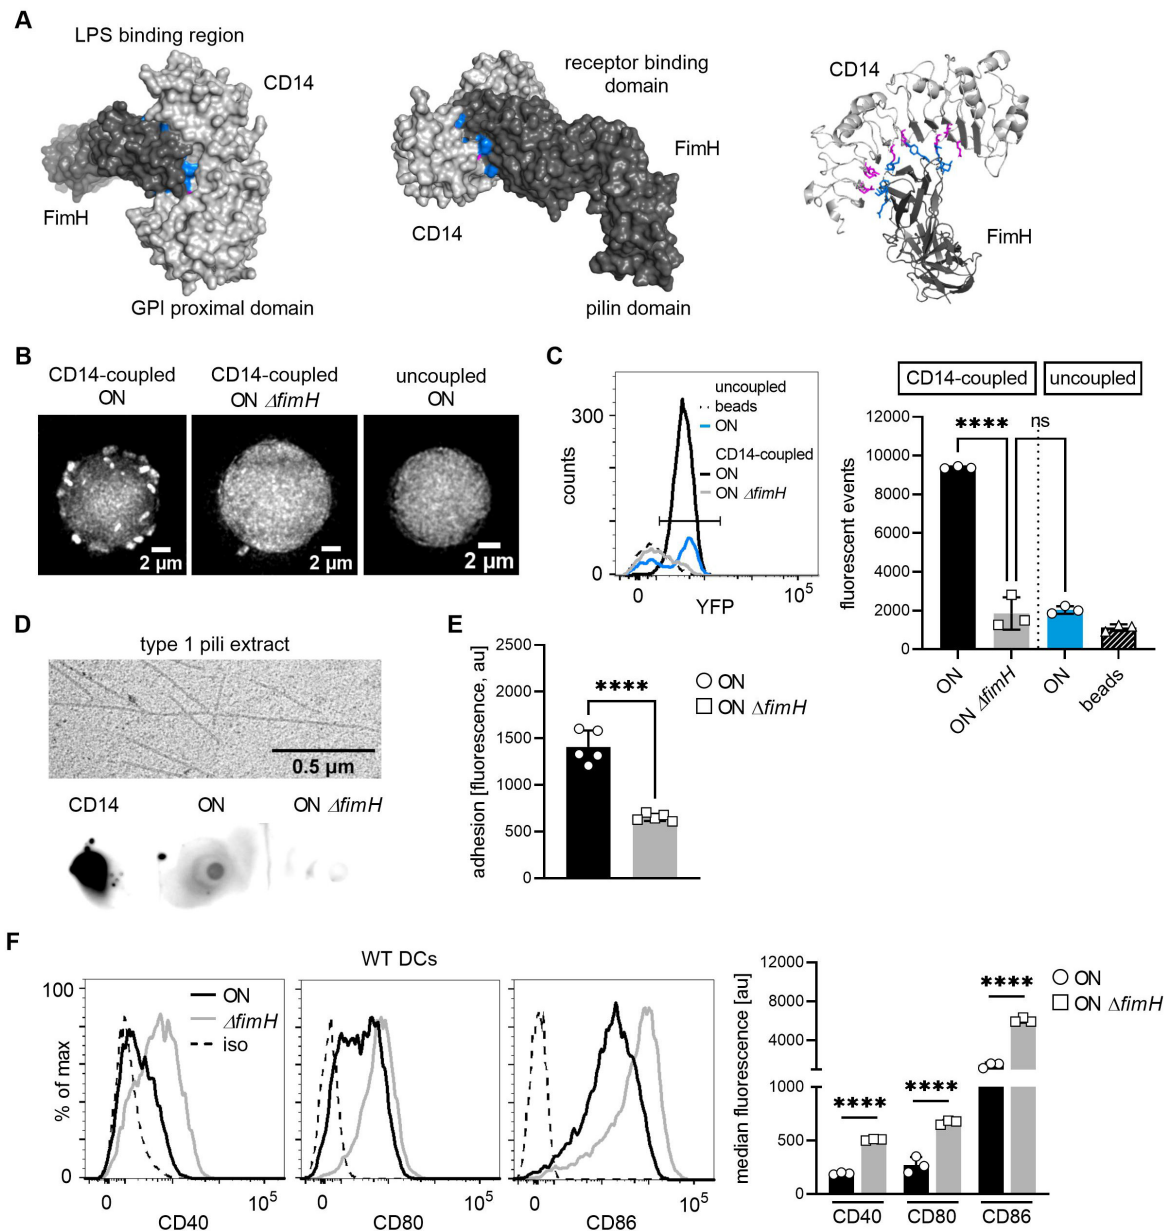 A
LPS binding region
CD14
FimH
GPI proximal domain
receptor binding
domain
FimH
CD14
pilin domain
CD14
FimH
B
CD14-coupled
ON
CD14-coupled
ON ΔfimH
uncoupled
ON
2 µm
2 µm
2 µm
C
counts
300
0
0
10⁵
YFP
uncoupled
beads
ON
CD14-coupled
ON
ON ΔfimH
CD14-coupled
uncoupled
fluorescent events
12000
10000
8000
6000
4000
2000
0
****
ns
ON
ON ΔfimH
ON
beads
D
type 1 pili extract
0.5 µm
CD14
ON
ON ΔfimH
E
adhesion [fluorescence, au]
2500
2000
1500
1000
500
0
****
ON
ON ΔfimH
F
WT DCs
% of max
100
0
ON
ΔfimH
iso
0
10⁵
CD40
0
10⁵
CD80
0
10⁵
CD86
median fluorescence [au]
12000
7000
1000
1000
500
0
****
****
****
ON
ON ΔfimH
CD40
CD80
CD86